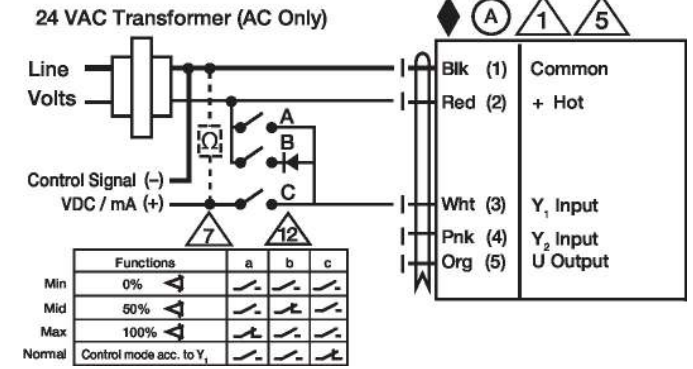 24 VAC Transformer (AC Only)
A 1 5
Line
Volts
Blk (1) Common
Red (2) + Hot
A
B
Ω
Control Signal (–)
VDC / mA (+)
C
Wht (3) Y₁ Input
Pnk (4) Y₂ Input
Org (5) U Output
7 12
Functions a b c
Min 0%
Mid 50%
Max 100%
Normal Control mode acc. to Y₁